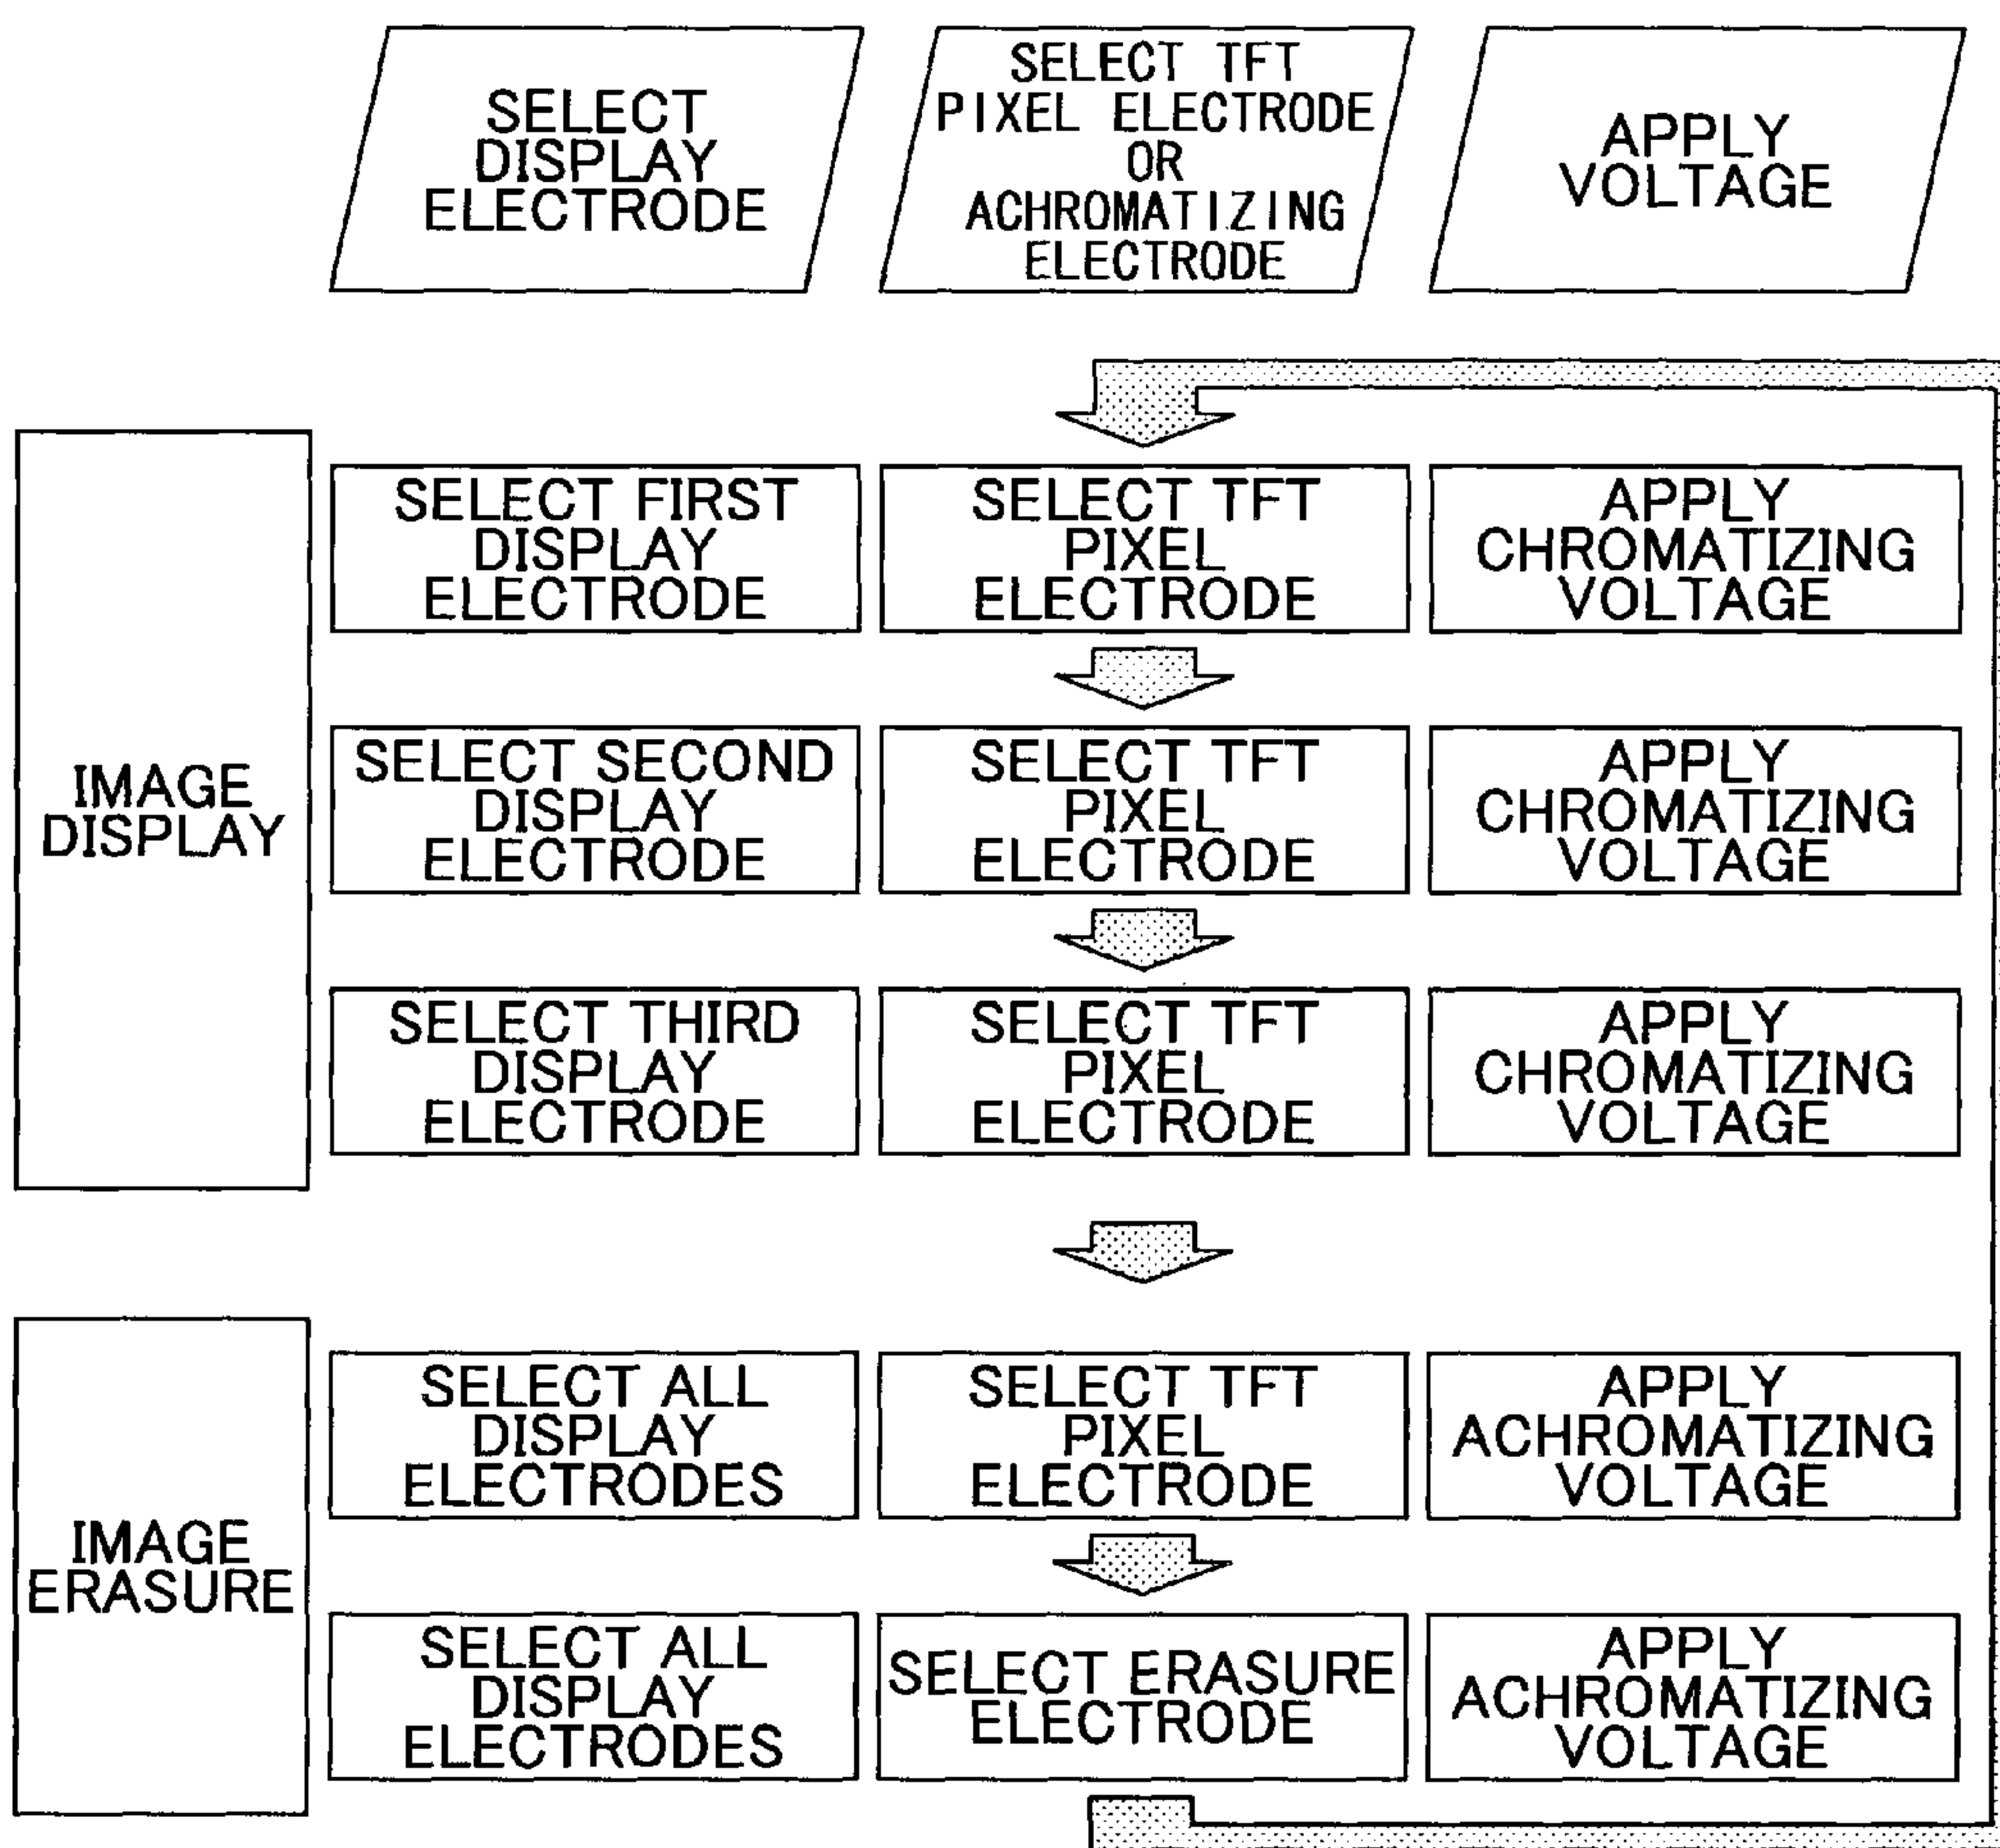 SELECT
DISPLAY
ELECTRODE
SELECT TFT
PIXEL ELECTRODE
OR
ACHROMATIZING
ELECTRODE
APPLY
VOLTAGE
IMAGE
DISPLAY
SELECT FIRST
DISPLAY
ELECTRODE
SELECT TFT
PIXEL
ELECTRODE
APPLY
CHROMATIZING
VOLTAGE
SELECT SECOND
DISPLAY
ELECTRODE
SELECT TFT
PIXEL
ELECTRODE
APPLY
CHROMATIZING
VOLTAGE
SELECT THIRD
DISPLAY
ELECTRODE
SELECT TFT
PIXEL
ELECTRODE
APPLY
CHROMATIZING
VOLTAGE
IMAGE
ERASURE
SELECT ALL
DISPLAY
ELECTRODES
SELECT TFT
PIXEL
ELECTRODE
APPLY
ACHROMATIZING
VOLTAGE
SELECT ALL
DISPLAY
ELECTRODES
SELECT ERASURE
ELECTRODE
APPLY
ACHROMATIZING
VOLTAGE